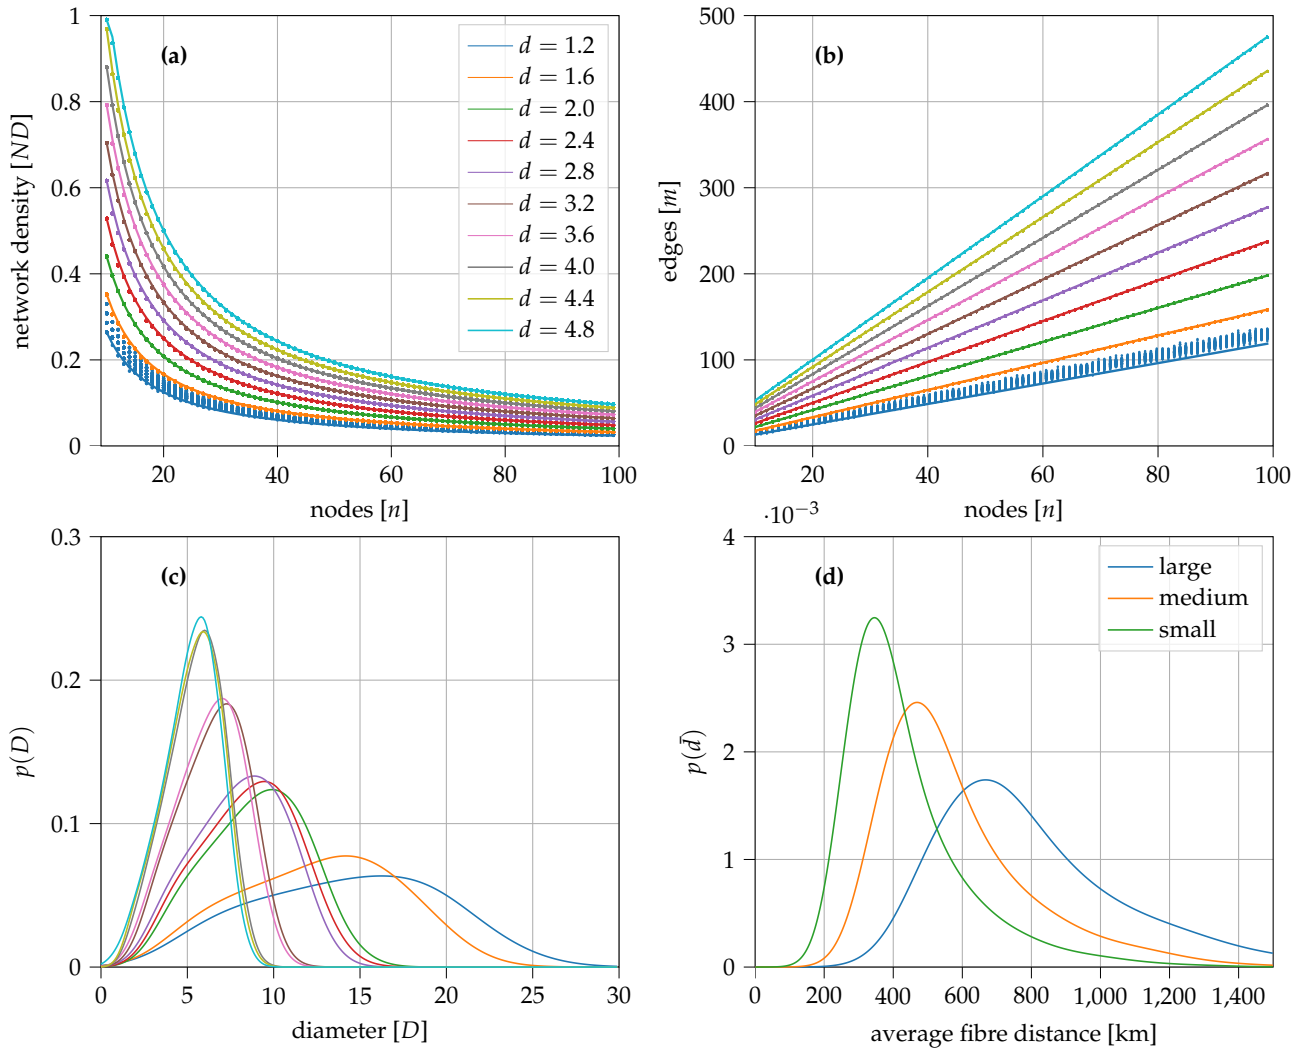 1
0.8
0.6
0.4
0.2
0
network density [ND]
(a)
d = 1.2
d = 1.6
d = 2.0
d = 2.4
d = 2.8
d = 3.2
d = 3.6
d = 4.0
d = 4.4
d = 4.8
20 40 60 80 100
nodes [n]
500
400
300
200
100
0
edges [m]
(b)
20 40 60 80 100
nodes [n]
0.3
0.2
0.1
0
p(D)
(c)
0 5 10 15 20 25 30
diameter [D]
·10⁻³
4
3
2
1
0
p(d̄)
(d)
large
medium
small
0 200 400 600 800 1,000 1,200 1,400
average fibre distance [km]